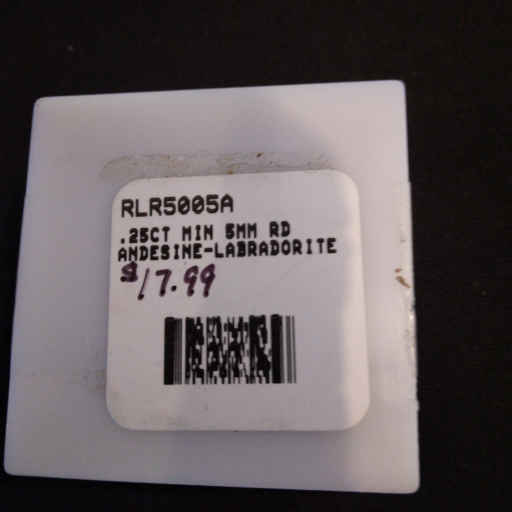 RLR5005A
.25CT MIN 5MM RD
ANDESINE-LABRADORITE
$17.99